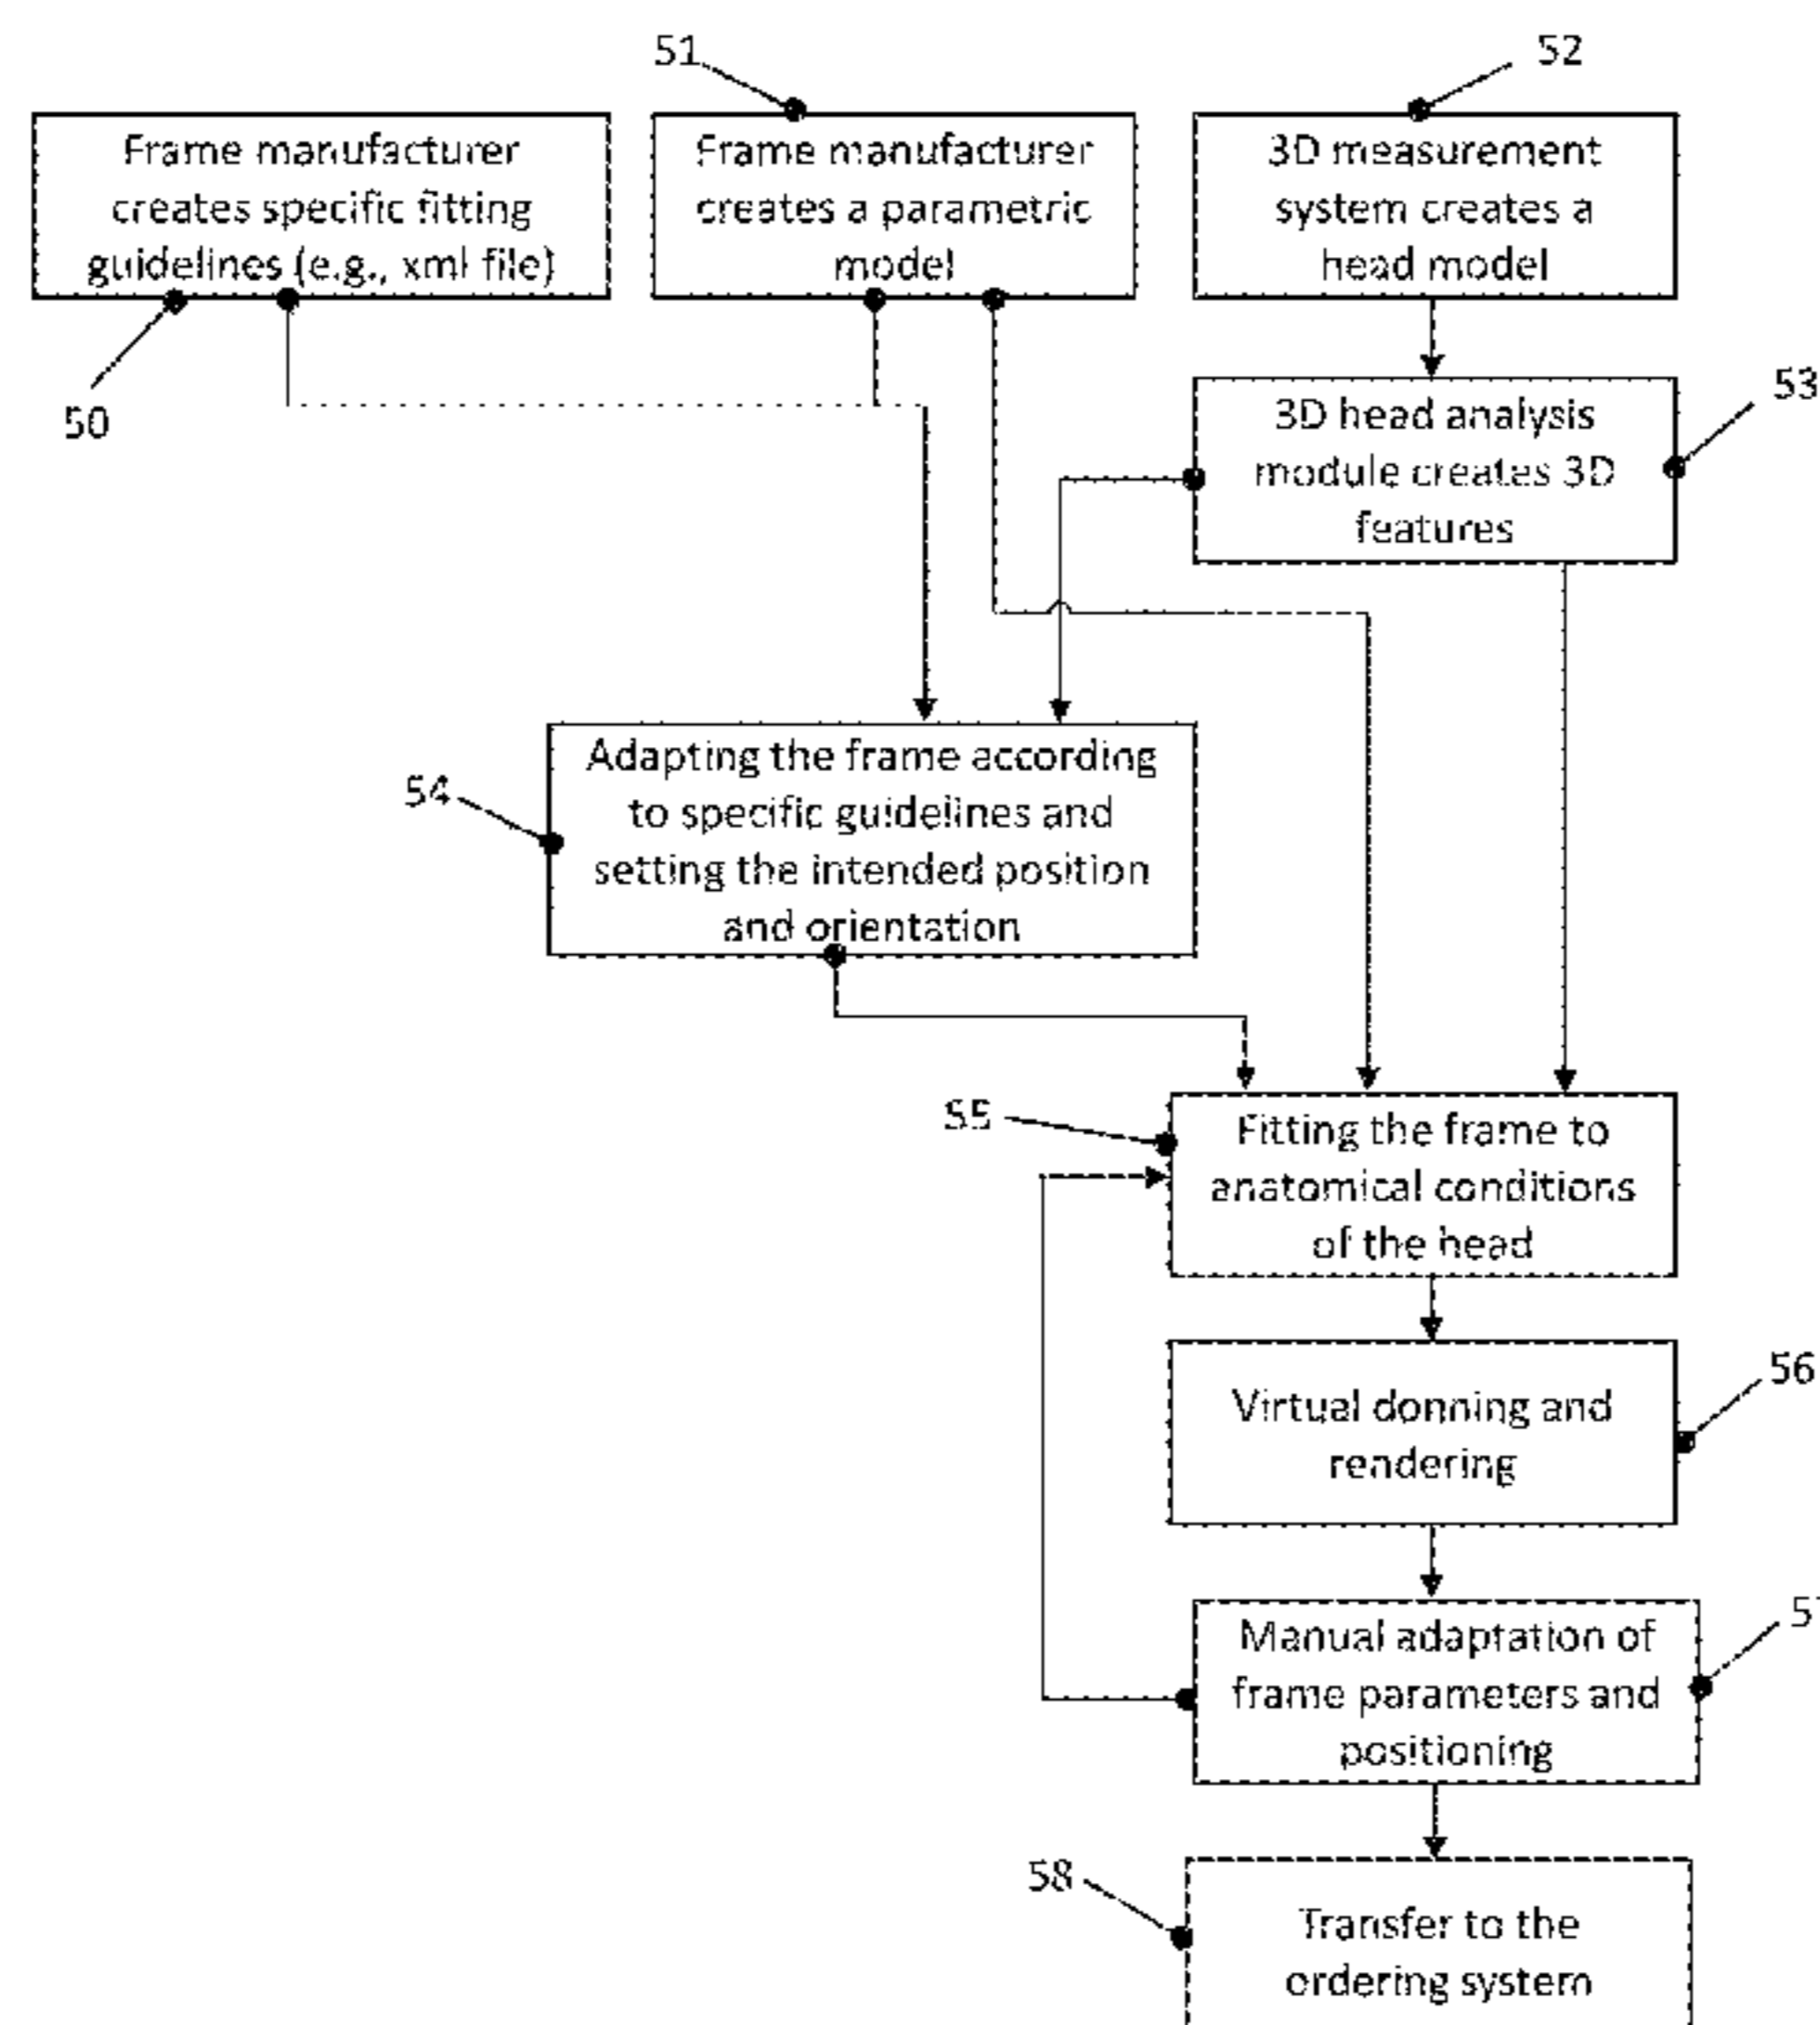 51
52
Frame manufacturer
creates specific fitting
guidelines (e.g., xml file)
Frame manufacturer
creates a parametric
model
3D measurement
system creates a
head model
50
53
3D head analysis
module creates 3D
features
54
Adapting the frame according
to specific guidelines and
setting the intended position
and orientation
55
Fitting the frame to
anatomical conditions
of the head
56
Virtual donning and
rendering
Manual adaptation of
frame parameters and
positioning
58
Transfer to the
ordering system